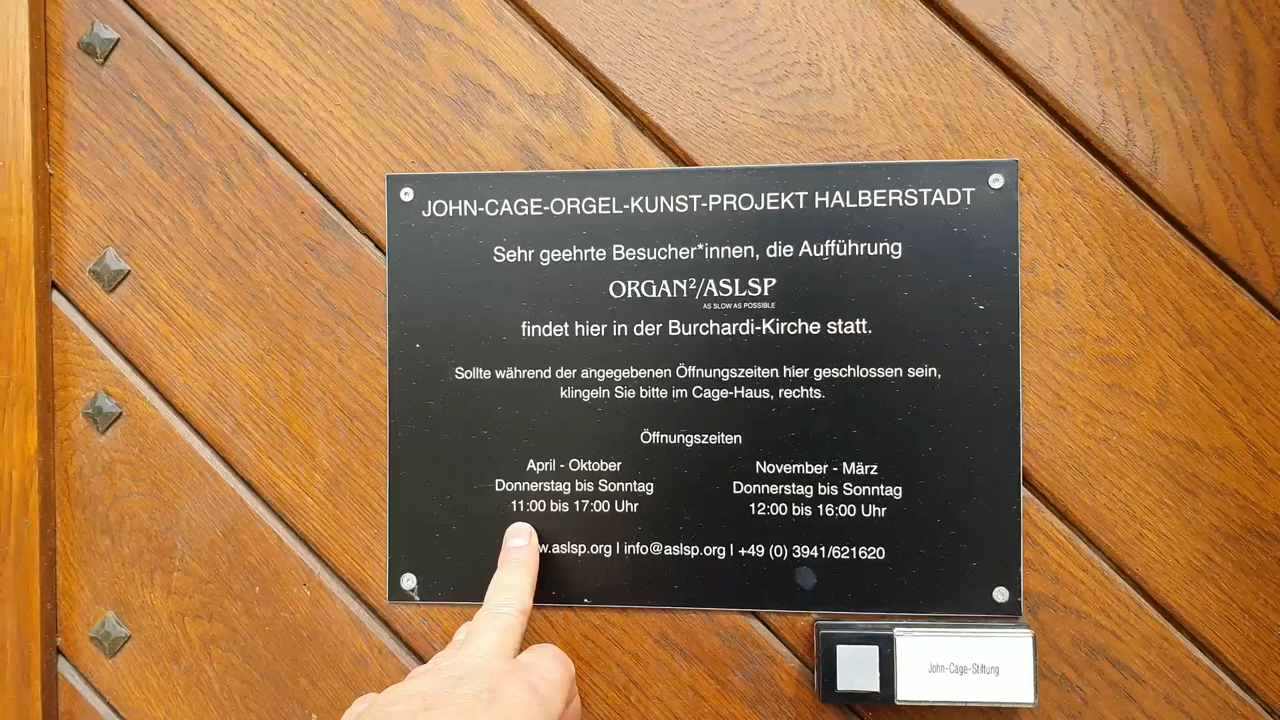 JOHN-CAGE-ORGEL-KUNST-PROJEKT HALBERSTADT
Sehr geehrte Besucher*innen, die Aufführung
ORGAN²/ASLSP
AS SLOW AS POSSIBLE
findet hier in der Burchardi-Kirche statt.
Sollte während der angegebenen Öffnungszeiten hier geschlossen sein,
klingeln Sie bitte im Cage-Haus, rechts.
Öffnungszeiten
April - Oktober
Donnerstag bis Sonntag
11:00 bis 17:00 Uhr
November - März
Donnerstag bis Sonntag
12:00 bis 16:00 Uhr
w.aslsp.org | info@aslsp.org | +49 (0) 3941/621620
John-Cage-Stiftung